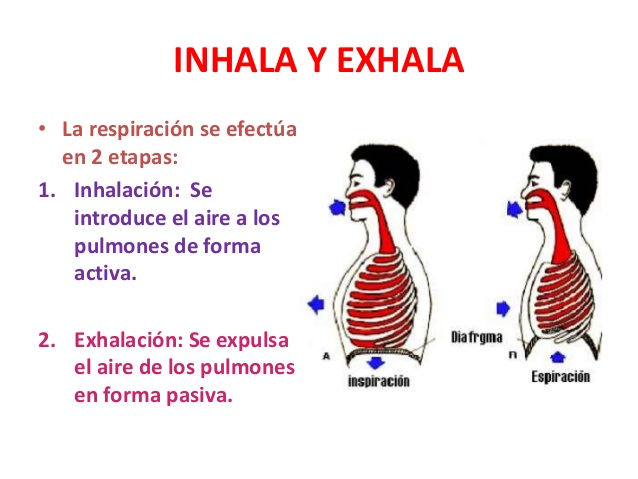 INHALA Y EXHALA
• La respiración se efectúa
en 2 etapas:
1. Inhalación: Se
introduce el aire a los
pulmones de forma
activa.
2. Exhalación: Se expulsa
el aire de los pulmones
en forma pasiva.
Diafrgma
A
inspiración
Espiración